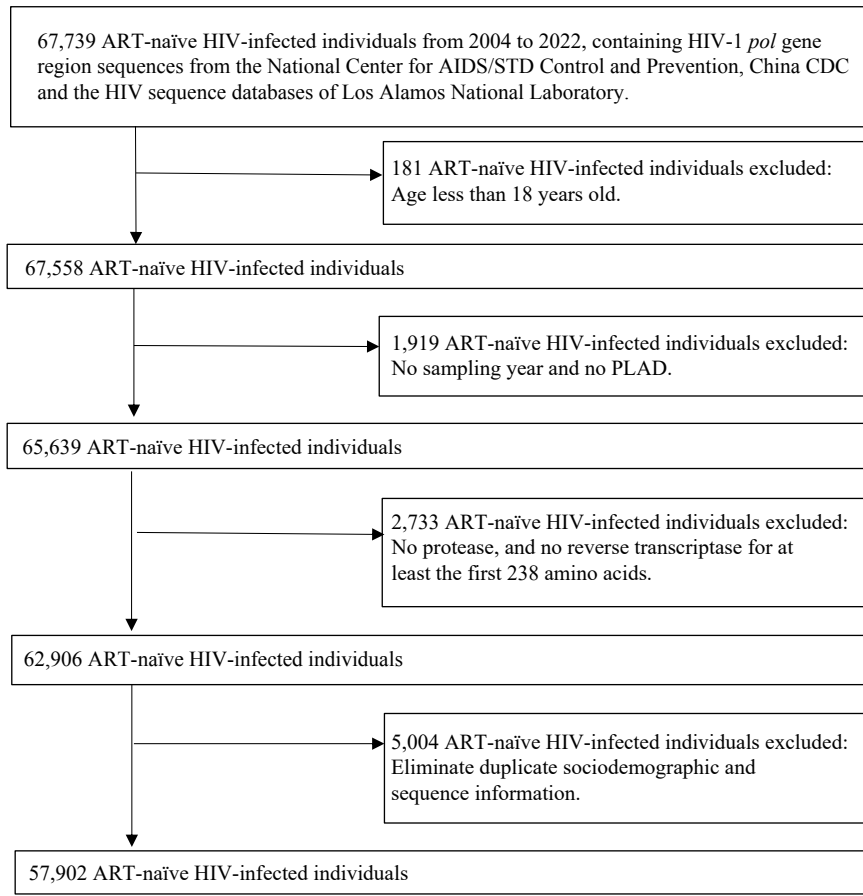 67,739 ART-naïve HIV-infected individuals from 2004 to 2022, containing HIV-1 pol gene
region sequences from the National Center for AIDS/STD Control and Prevention, China CDC
and the HIV sequence databases of Los Alamos National Laboratory.
181 ART-naïve HIV-infected individuals excluded:
Age less than 18 years old.
67,558 ART-naïve HIV-infected individuals
1,919 ART-naïve HIV-infected individuals excluded:
No sampling year and no PLAD.
65,639 ART-naïve HIV-infected individuals
2,733 ART-naïve HIV-infected individuals excluded:
No protease, and no reverse transcriptase for at
least the first 238 amino acids.
62,906 ART-naïve HIV-infected individuals
5,004 ART-naïve HIV-infected individuals excluded:
Eliminate duplicate sociodemographic and
sequence information.
57,902 ART-naïve HIV-infected individuals